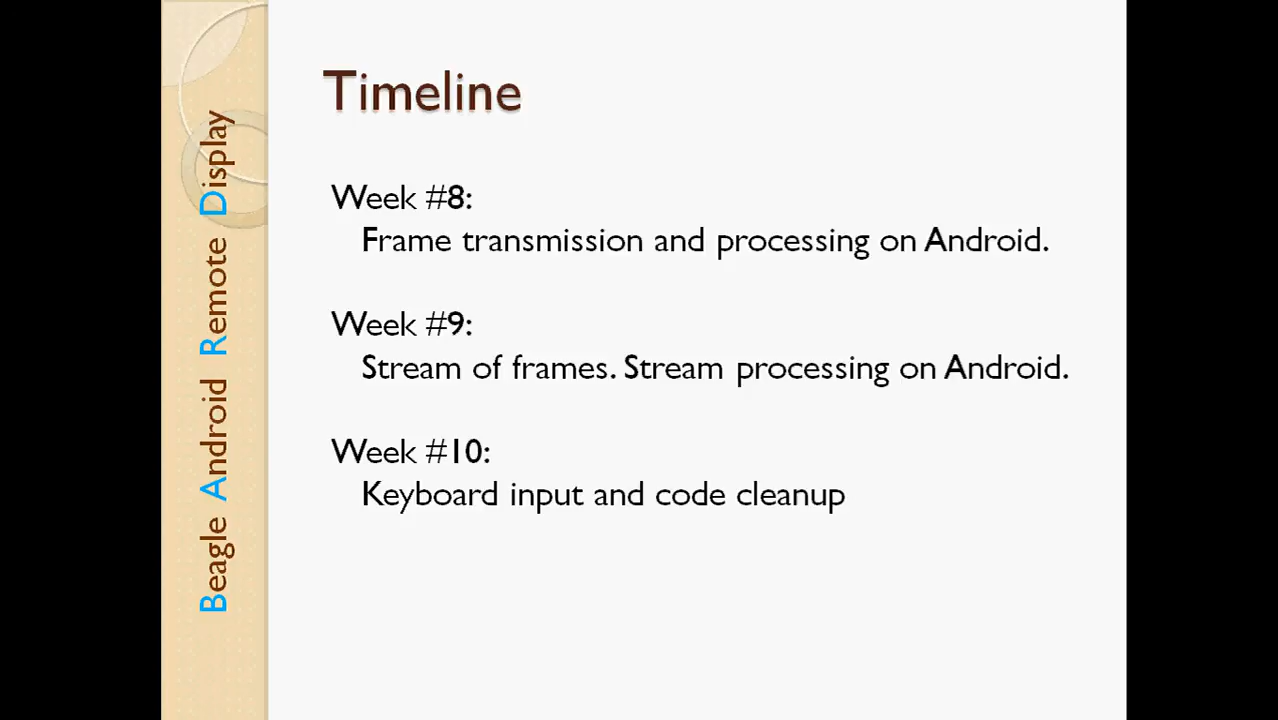 Timeline
Beagle Android Remote Display
Week #8:
Frame transmission and processing on Android.
Week #9:
Stream of frames. Stream processing on Android.
Week #10:
Keyboard input and code cleanup